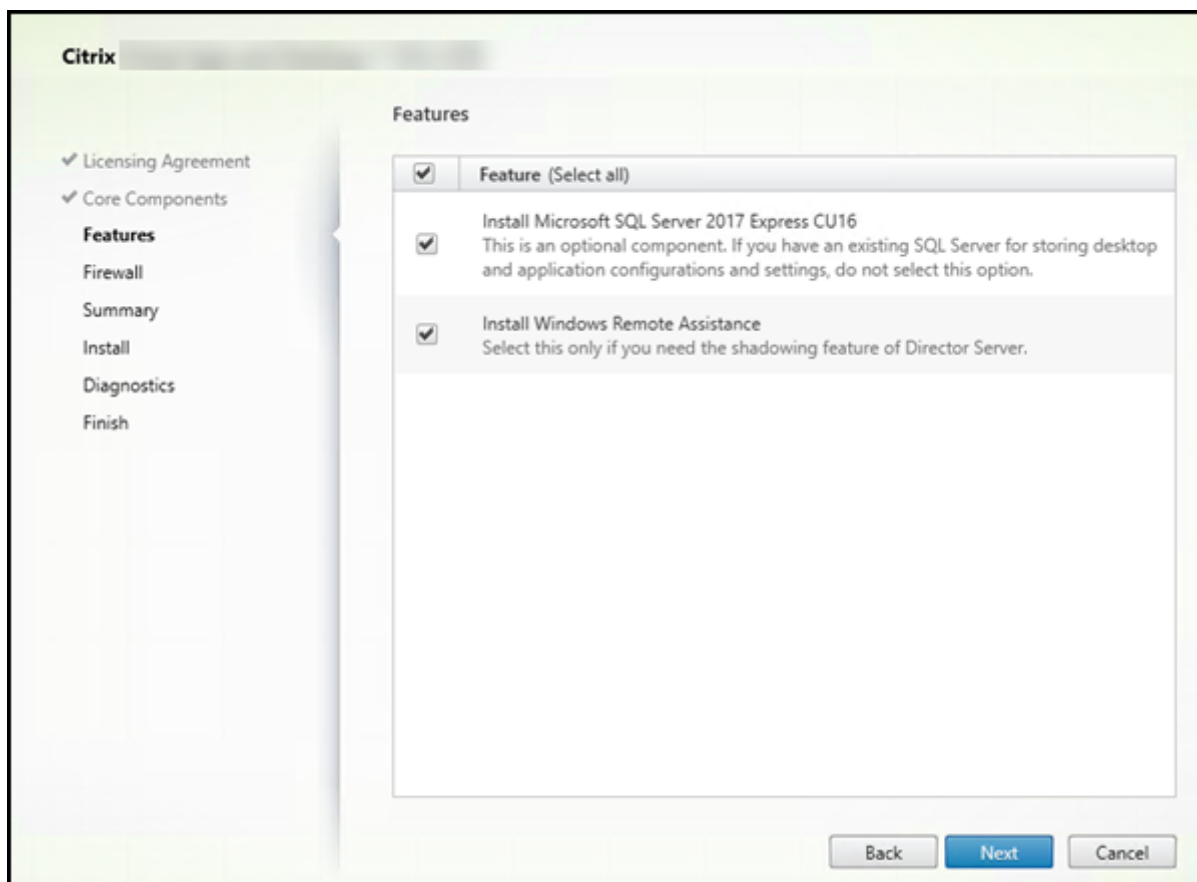 Citrix
Features
Licensing Agreement
Core Components
Features
Firewall
Summary
Install
Diagnostics
Finish
Feature (Select all)
Install Microsoft SQL Server 2017 Express CU16
This is an optional component. If you have an existing SQL Server for storing desktop
and application configurations and settings, do not select this option.
Install Windows Remote Assistance
Select this only if you need the shadowing feature of Director Server.
Back
Next
Cancel